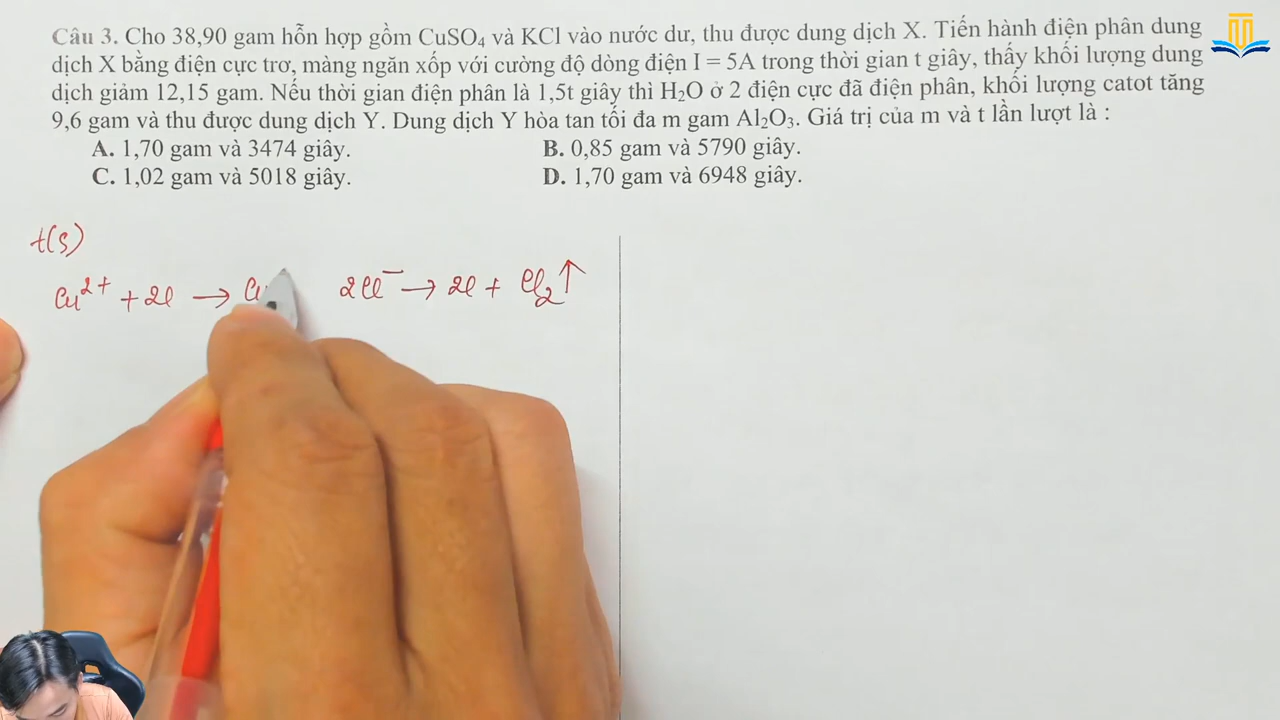 Câu 3. Cho 38,90 gam hỗn hợp gồm CuSO₄ và KCl vào nước dư, thu được dung dịch X. Tiến hành điện phân dung
dịch X bằng điện cực trơ, màng ngăn xốp với cường độ dòng điện I = 5A trong thời gian t giây, thấy khối lượng dung
dịch giảm 12,15 gam. Nếu thời gian điện phân là 1,5t giây thì H₂O ở 2 điện cực đã điện phân, khối lượng catot tăng
9,6 gam và thu được dung dịch Y. Dung dịch Y hòa tan tối đa m gam Al₂O₃. Giá trị của m và t lần lượt là :
A. 1,70 gam và 3474 giây. B. 0,85 gam và 5790 giây.
C. 1,02 gam và 5018 giây. D. 1,70 gam và 6948 giây.
t(s)
Cu²⁺ + 2e → Cu 2Cl⁻ → 2e + Cl₂↑